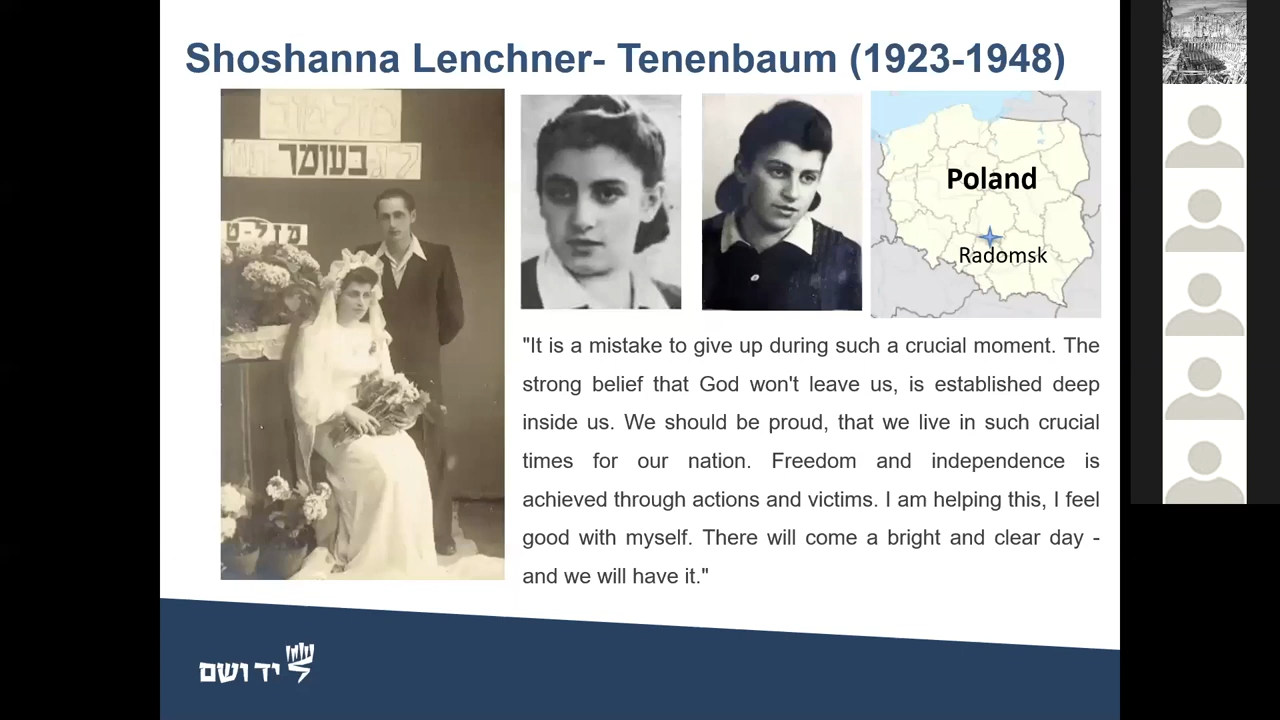 Shoshanna Lenchner- Tenenbaum (1923-1948)
מזל-טוב
ל"ג בעומר
מזל-ט
Poland
Radomsk
"It is a mistake to give up during such a crucial moment. The
strong belief that God won't leave us, is established deep
inside us. We should be proud, that we live in such crucial
times for our nation. Freedom and independence is
achieved through actions and victims. I am helping this, I feel
good with myself. There will come a bright and clear day -
and we will have it."
יד ושם